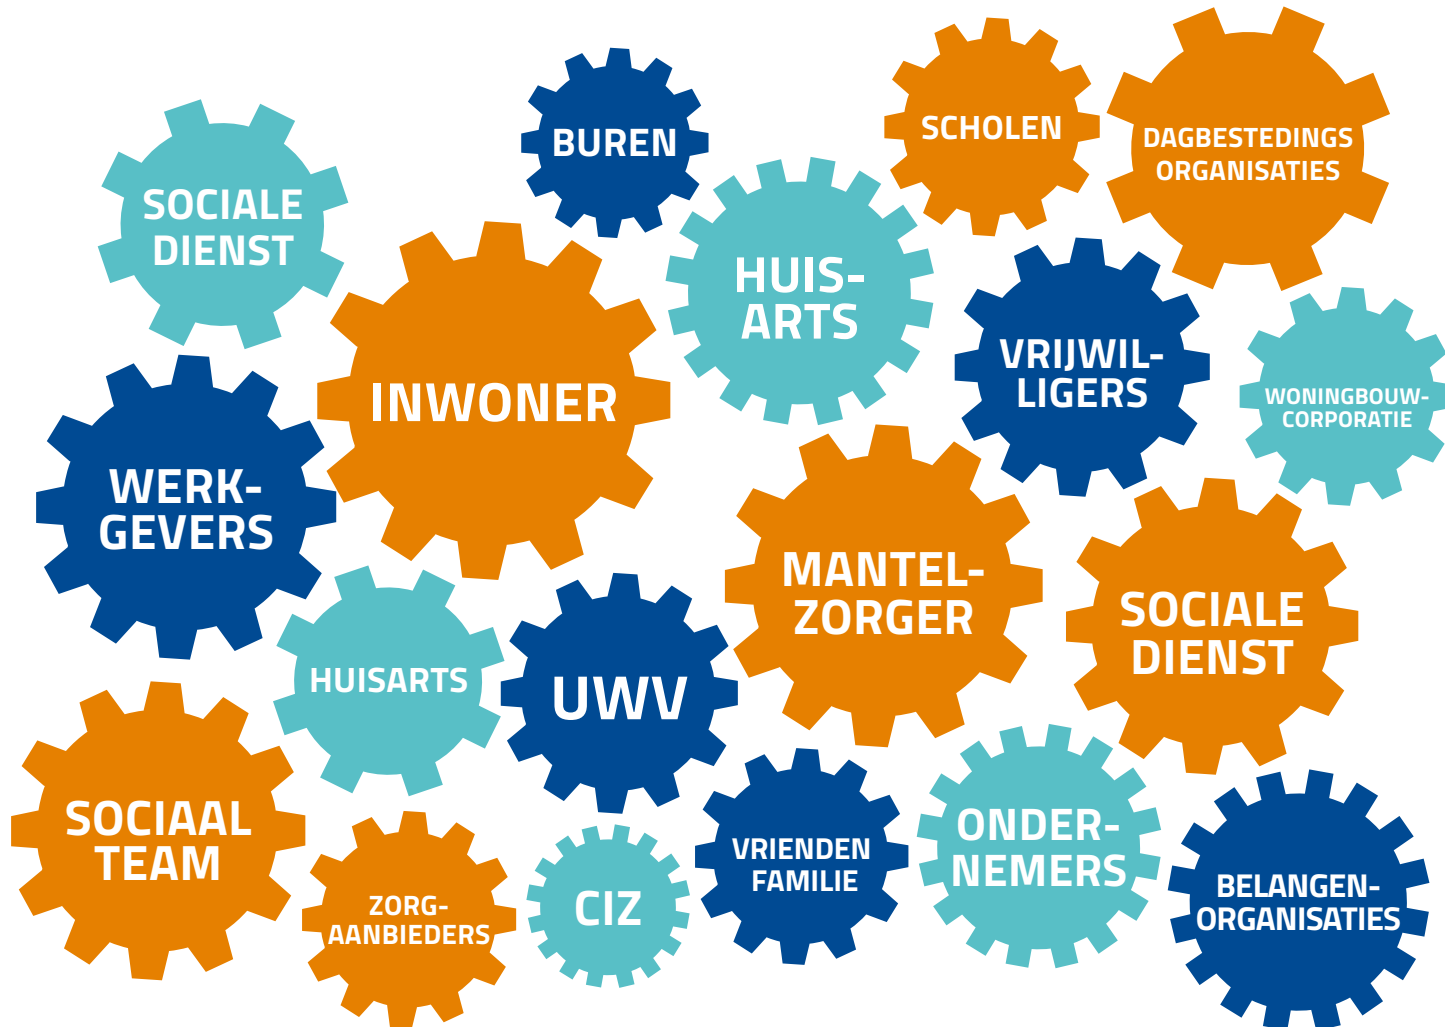 SCHOLEN
BUREN
DAGBESTEDINGS
ORGANISATIES
SOCIALE
DIENST
HUIS-
ARTS
VRIJWIL-
LIGERS
INWONER
WONINGBOUW-
CORPORATIE
WERK-
GEVERS
MANTEL-
ZORGER
SOCIALE
DIENST
HUISARTS
UWV
SOCIAAL
TEAM
VRIENDEN
FAMILIE
ONDER-
NEMERS
ZORG-
AANBIEDERS
CIZ
BELANGEN-
ORGANISATIES